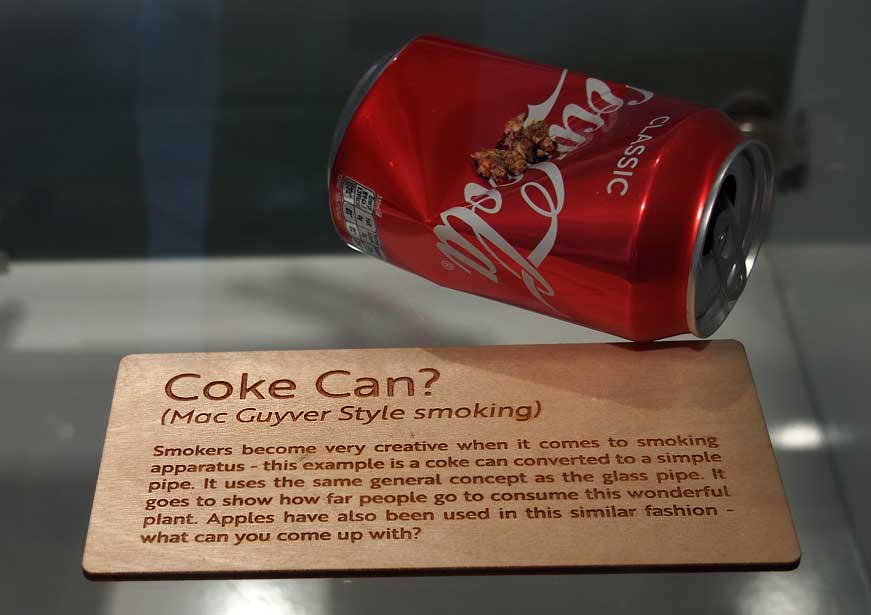 Coca-Cola
CLASSIC
Coke Can?
(Mac Guyver Style smoking)
Smokers become very creative when it comes to smoking
apparatus - this example is a coke can converted to a simple
pipe. It uses the same general concept as the glass pipe. It
goes to show how far people go to consume this wonderful
plant. Apples have also been used in this similar fashion -
what can you come up with?